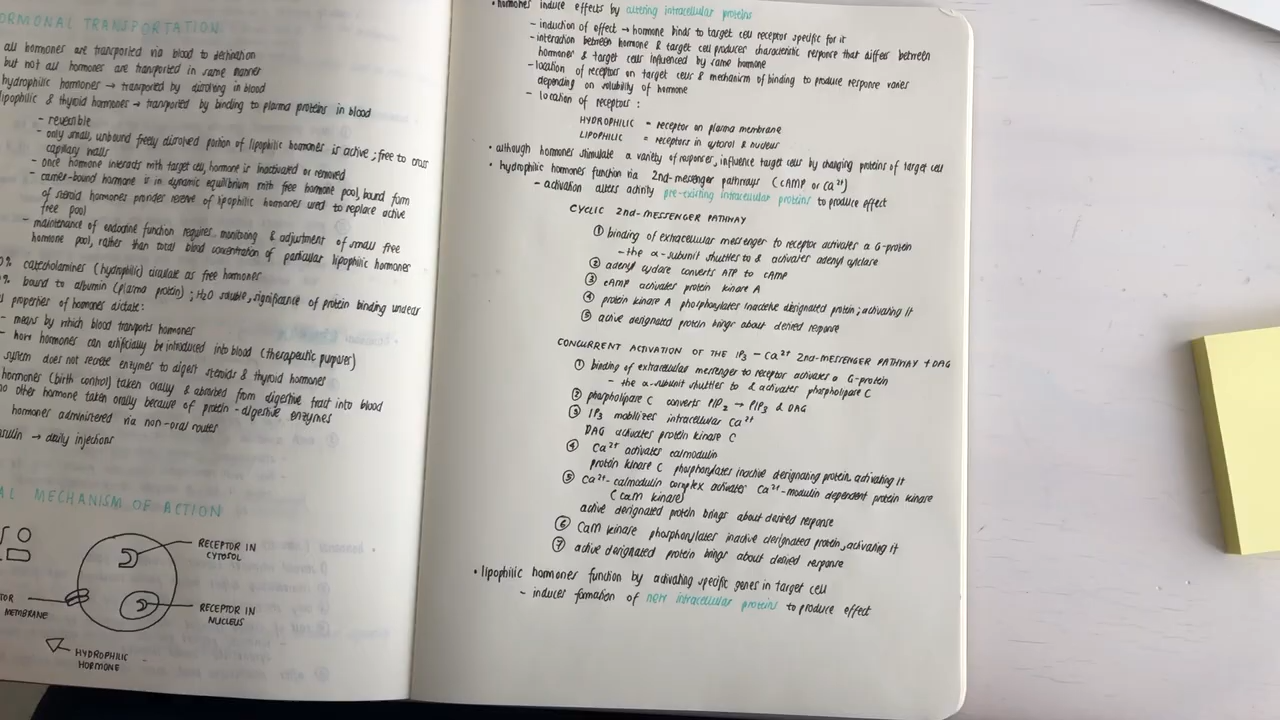 ORMONAL TRANSPORTATION
all hormones are transported via blood to destination
but not all hormones are transported in same manner
hydrophilic hormones → transported by dissolving in blood
lipophilic & thyroid hormones → transported by binding to plasma proteins in blood
- reversible
- only small, unbound freely dissolved portion of lipophilic hormones is active; free to cross
capillary walls
- once hormone interacts with target cell, hormone is inactivated or removed
- carrier-bound hormone is in dynamic equilibrium with free hormone pool, bound form
of steroid hormones provides reserve of lipophilic hormones used to replace active
free pool
- maintenance of endocrine function requires monitoring & adjustment of small free
hormone pool, rather than total blood concentration of particular lipophilic hormones
0% catecholamines (hydrophilic) circulate as free hormones
% bound to albumin (plasma protein); H2O soluble, significance of protein binding unclear
properties of hormones dictate:
- means by which blood transports hormones
- how hormones can artificially be introduced into blood (therapeutic purposes)
system does not secrete enzymes to digest steroids & thyroid hormones
hormones (birth control) taken orally & absorbed from digestive tract into blood
no other hormone taken orally because of protein-digestive enzymes
hormones administered via non-oral routes
nsulin → daily injections
AL MECHANISM OF ACTION
RECEPTOR IN
CYTOSOL
TOR
MEMBRANE
RECEPTOR IN
NUCLEUS
HYDROPHILIC
HORMONE
• hormones induce effects by altering intracellular proteins
- induction of effect → hormone binds to target cell receptor specific for it
- interaction between hormone & target cell produces characteristic response that differs between
hormones & target cells influenced by same hormone
- location of receptors on target cells & mechanism of binding to produce response varies
depending on solubility of hormone
- location of receptors:
HYDROPHILIC = receptor on plasma membrane
LIPOPHILIC = receptors in cytosol & nucleus
• although hormones stimulate a variety of responses, influence target cells by changing proteins of target cell
• hydrophilic hormones function via 2nd-messenger pathways (cAMP or Ca2+)
- activation alters activity pre-existing intracellular proteins to produce effect
CYCLIC 2nd-MESSENGER PATHWAY
① binding of extracellular messenger to receptor activates a G-protein
- the α-subunit shuttles to & activates adenyl cyclase
② adenyl cyclase converts ATP to cAMP
③ cAMP activates protein kinase A
④ protein kinase A phosphorylates inactive designated protein; activating it
⑤ active designated protein brings about desired response
CONCURRENT ACTIVATION OF THE IP3 - Ca2+ 2nd-MESSENGER PATHWAY + DAG
① binding of extracellular messenger to receptor activates a G-protein
- the α-subunit shuttles to & activates phospholipase C
② phospholipase C converts PIP2 → PIP3 & DAG
③ IP3 mobilizes intracellular Ca2+
DAG activates protein kinase C
④ Ca2+ activates calmodulin
protein kinase C phosphorylates inactive designating protein, activating it
⑤ Ca2+-calmodulin complex activates Ca2+-modulin dependent protein kinase
(CaM kinase)
active designated protein brings about desired response
⑥ CaM kinase phosphorylates inactive designated protein, activating it
⑦ active designated protein brings about desired response
• lipophilic hormones function by activating specific genes in target cell
- induces formation of new intracellular proteins to produce effect